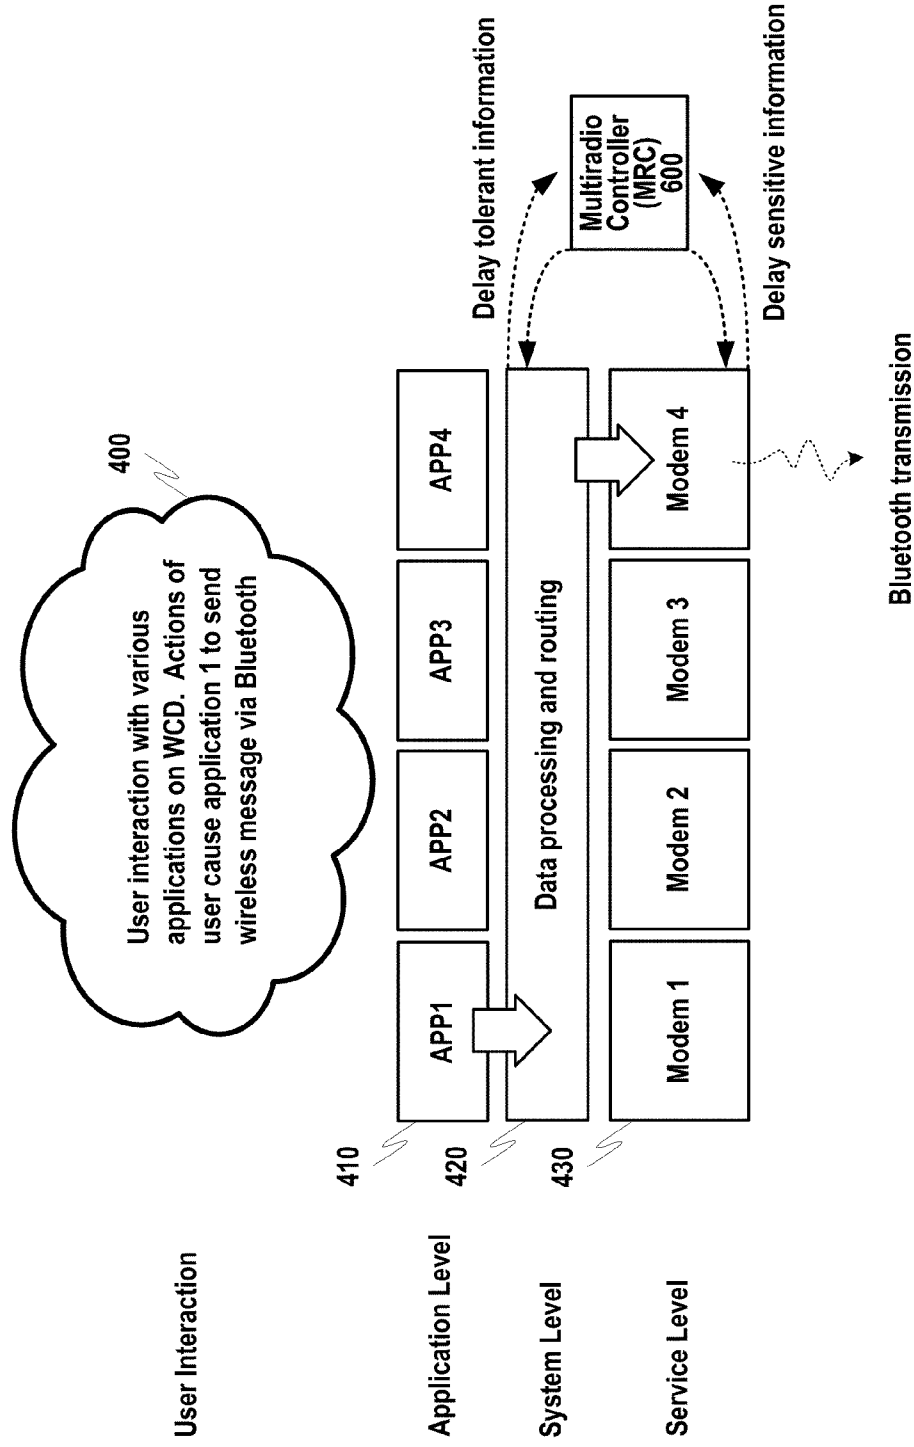 User Interaction
User interaction with various
applications on WCD.  Actions of
user cause application 1 to send
wireless message via Bluetooth
400
Application Level
410
APP1
APP2
APP3
APP4
System Level
420
Data processing and routing
Delay tolerant information
Multiradio
Controller
(MRC)
600
Service Level
430
Modem 1
Modem 2
Modem 3
Modem 4
Delay sensitive information
Bluetooth transmission